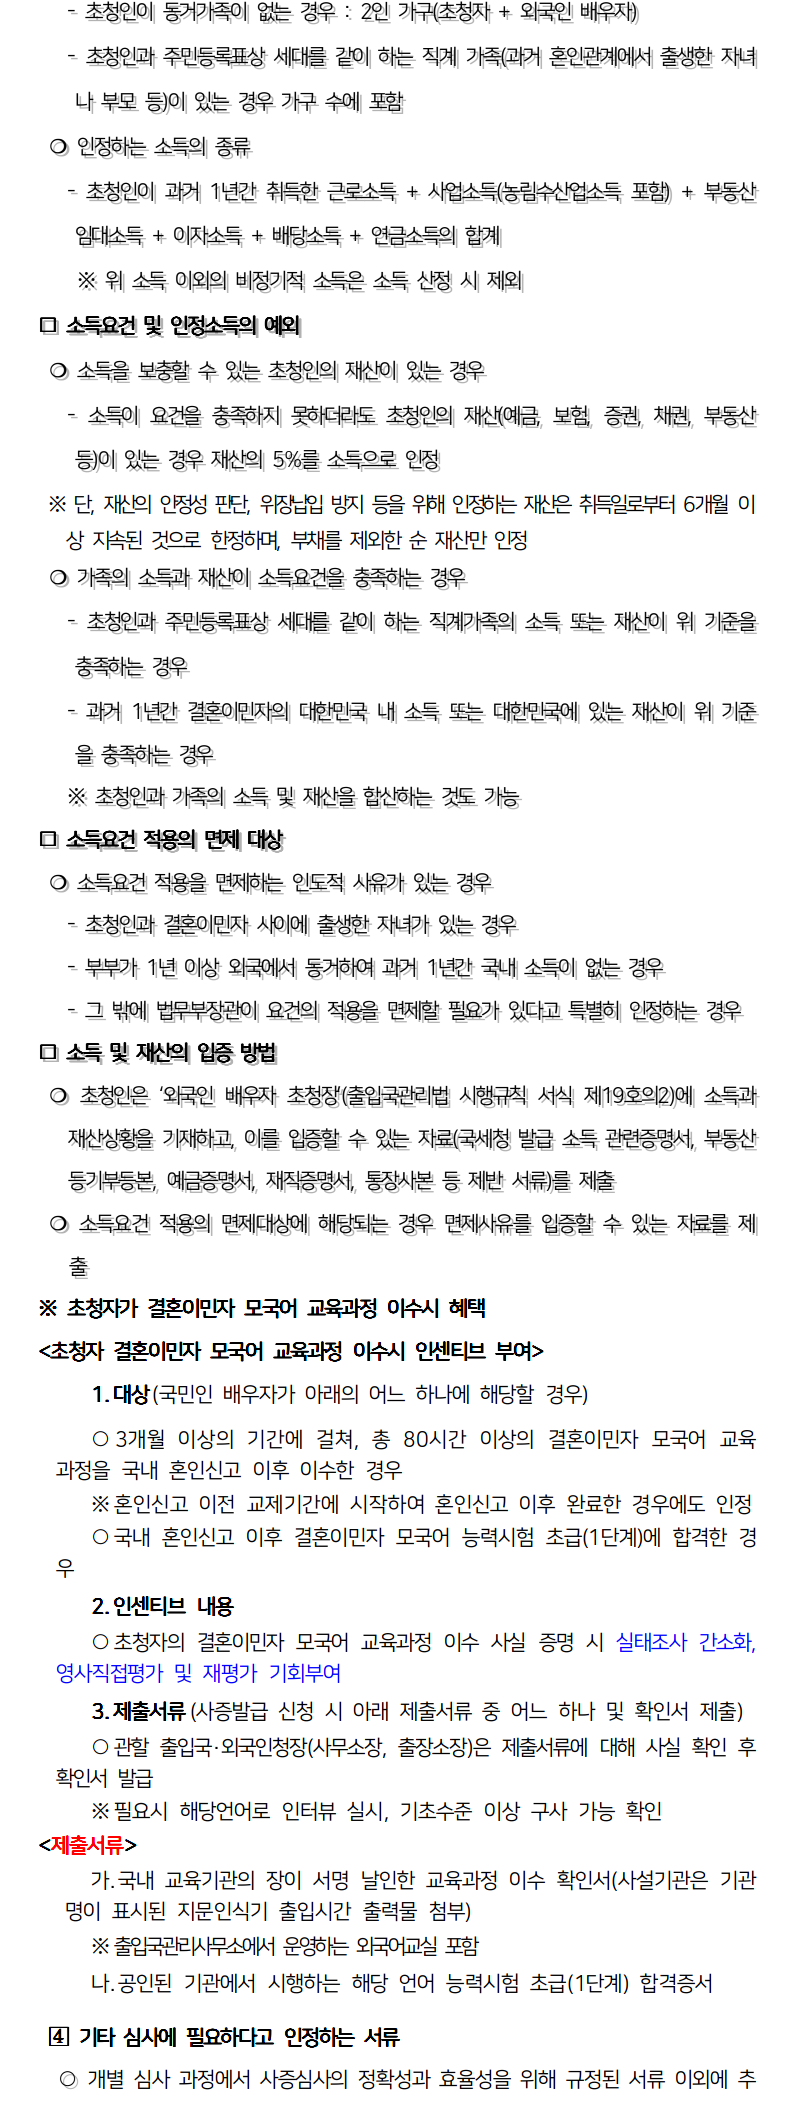 - 초청인이 동거가족이 없는 경우 : 2인 가구(초청자 + 외국인 배우자)
- 초청인과 주민등록표상 세대를 같이 하는 직계 가족(과거 혼인관계에서 출생한 자녀
나 부모 등)이 있는 경우 가구 수에 포함
❍ 인정하는 소득의 종류
- 초청인이 과거 1년간 취득한 근로소득 + 사업소득(농림수산업소득 포함) + 부동산
임대소득 + 이자소득 + 배당소득 + 연금소득의 합계
※ 위 소득 이외의 비정기적 소득은 소득 산정 시 제외
□ 소득요건 및 인정소득의 예외
❍ 소득을 보충할 수 있는 초청인의 재산이 있는 경우
- 소득이 요건을 충족하지 못하더라도 초청인의 재산(예금, 보험, 증권, 채권, 부동산
등)이 있는 경우 재산의 5%를 소득으로 인정
※ 단, 재산의 안정성 판단, 위장납입 방지 등을 위해 인정하는 재산은 취득일로부터 6개월 이
상 지속된 것으로 한정하며, 부채를 제외한 순 재산만 인정
❍ 가족의 소득과 재산이 소득요건을 충족하는 경우
- 초청인과 주민등록표상 세대를 같이 하는 직계가족의 소득 또는 재산이 위 기준을
충족하는 경우
- 과거 1년간 결혼이민자의 대한민국 내 소득 또는 대한민국에 있는 재산이 위 기준
을 충족하는 경우
※ 초청인과 가족의 소득 및 재산을 합산하는 것도 가능
□ 소득요건 적용의 면제 대상
❍ 소득요건 적용을 면제하는 인도적 사유가 있는 경우
- 초청인과 결혼이민자 사이에 출생한 자녀가 있는 경우
- 부부가 1년 이상 외국에서 동거하여 과거 1년간 국내 소득이 없는 경우
- 그 밖에 법무부장관이 요건의 적용을 면제할 필요가 있다고 특별히 인정하는 경우
□ 소득 및 재산의 입증 방법
❍ 초청인은 ‘외국인 배우자 초청장’(출입국관리법 시행규칙 서식 제19호의2)에 소득과
재산상황을 기재하고, 이를 입증할 수 있는 자료(국세청 발급 소득 관련증명서, 부동산
등기부등본, 예금증명서, 재직증명서, 통장사본 등 제반 서류)를 제출
❍ 소득요건 적용의 면제대상에 해당되는 경우 면제사유를 입증할 수 있는 자료를 제
출
※ 초청자가 결혼이민자 모국어 교육과정 이수시 혜택
<초청자 결혼이민자 모국어 교육과정 이수시 인센티브 부여>
1. 대상(국민인 배우자가 아래의 어느 하나에 해당할 경우)
○ 3개월 이상의 기간에 걸쳐, 총 80시간 이상의 결혼이민자 모국어 교육
과정을 국내 혼인신고 이후 이수한 경우
※ 혼인신고 이전 교제기간에 시작하여 혼인신고 이후 완료한 경우에도 인정
○ 국내 혼인신고 이후 결혼이민자 모국어 능력시험 초급(1단계)에 합격한 경
우
2. 인센티브 내용
○ 초청자의 결혼이민자 모국어 교육과정 이수 사실 증명 시 실태조사 간소화,
영사직접평가 및 재평가 기회부여
3. 제출서류 (사증발급 신청 시 아래 제출서류 중 어느 하나 및 확인서 제출)
○ 관할 출입국·외국인청장(사무소장, 출장소장)은 제출서류에 대해 사실 확인 후
확인서 발급
※ 필요시 해당언어로 인터뷰 실시, 기초수준 이상 구사 가능 확인
<제출서류>
가. 국내 교육기관의 장이 서명 날인한 교육과정 이수 확인서(사설기관은 기관
명이 표시된 지문인식기 출입시간 출력물 첨부)
※ 출입국관리사무소에서 운영하는 외국어교실 포함
나. 공인된 기관에서 시행하는 해당 언어 능력시험 초급(1단계) 합격증서
4 기타 심사에 필요하다고 인정하는 서류
○ 개별 심사 과정에서 사증심사의 정확성과 효율성을 위해 규정된 서류 이외에 추